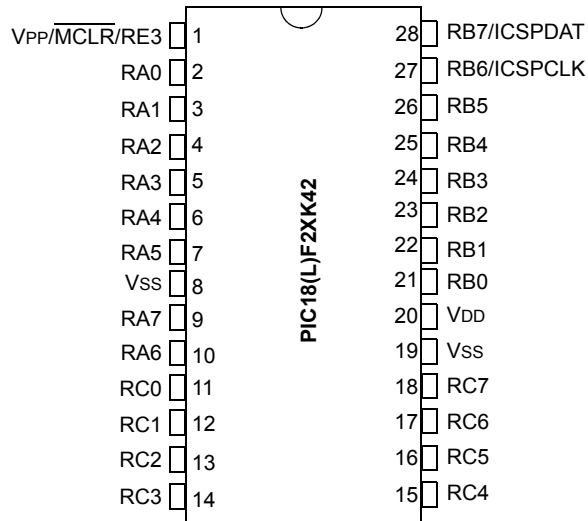 VPP/MCLR/RE3 1 28 RB7/ICSPDAT
RA0 2 27 RB6/ICSPCLK
RA1 3 26 RB5
RA2 4 25 RB4
RA3 5 24 RB3
RA4 6 23 RB2
RA5 7 22 RB1
VSS 8 21 RB0
RA7 9 20 VDD
RA6 10 19 VSS
RC0 11 18 RC7
RC1 12 17 RC6
RC2 13 16 RC5
RC3 14 15 RC4
PIC18(L)F2XK42